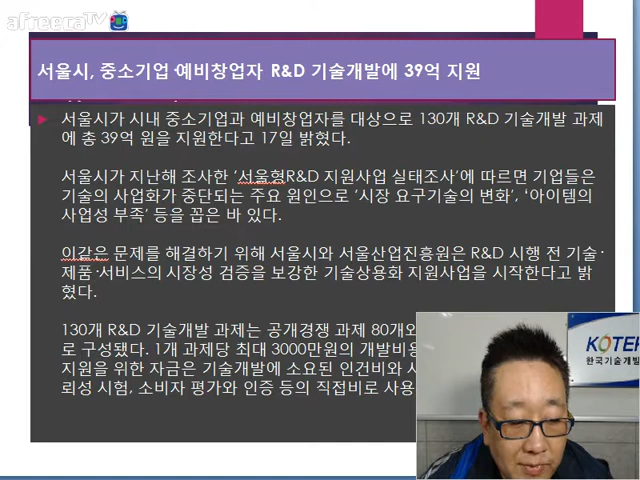 afreecaTV
서울시, 중소기업 예비창업자 R&D 기술개발에 39억 지원
서울시가 시내 중소기업과 예비창업자를 대상으로 130개 R&D 기술개발 과제
에 총 39억 원을 지원한다고 17일 밝혔다.
서울시가 지난해 조사한 '서울형R&D 지원사업 실태조사'에 따르면 기업들은
기술의 사업화가 중단되는 주요 원인으로 '시장 요구기술의 변화', '아이템의
사업성 부족' 등을 꼽은 바 있다.
이같은 문제를 해결하기 위해 서울시와 서울산업진흥원은 R&D 시행 전 기술·
제품·서비스의 시장성 검증을 보강한 기술상용화 지원사업을 시작한다고 밝
혔다.
130개 R&D 기술개발 과제는 공개경쟁 과제 80개와
로 구성됐다. 1개 과제당 최대 3000만원의 개발비용
지원을 위한 자금은 기술개발에 소요된 인건비와 시
뢰성 시험, 소비자 평가와 인증 등의 직접비로 사용
KOTE
한국기술개발